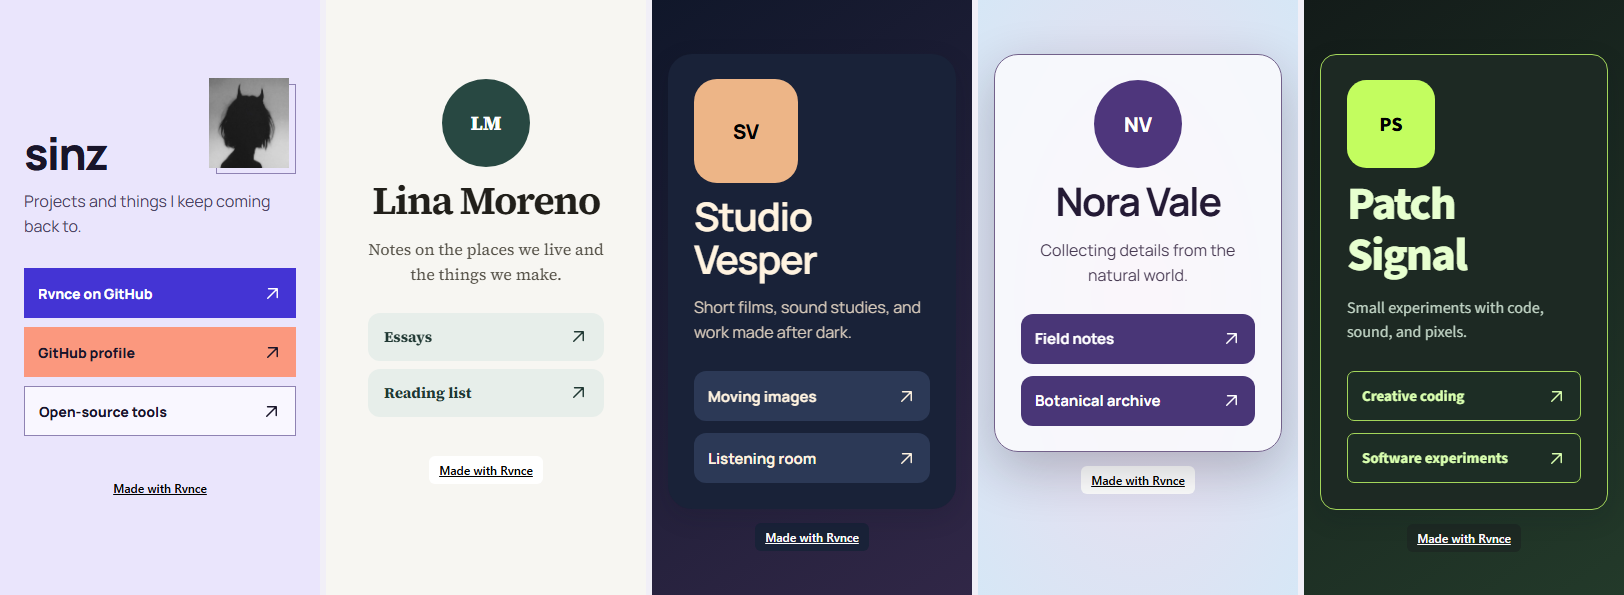 sinz
Projects and things I keep coming
back to.
Rvnce on GitHub
GitHub profile
Open-source tools
Made with Rvnce
LM
Lina Moreno
Notes on the places we live and
the things we make.
Essays
Reading list
Made with Rvnce
SV
Studio
Vesper
Short films, sound studies, and
work made after dark.
Moving images
Listening room
Made with Rvnce
NV
Nora Vale
Collecting details from the
natural world.
Field notes
Botanical archive
Made with Rvnce
PS
Patch
Signal
Small experiments with code,
sound, and pixels.
Creative coding
Software experiments
Made with Rvnce